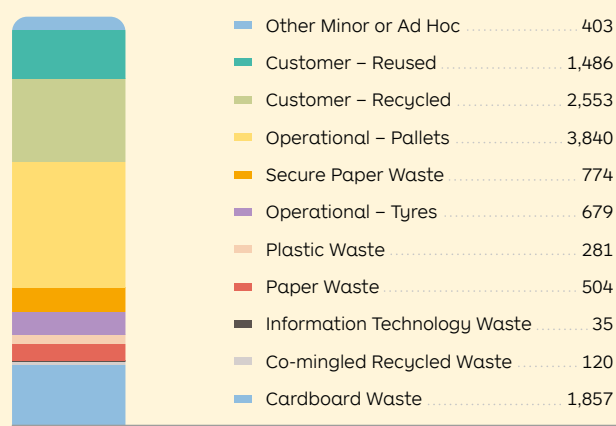 Other Minor or Ad Hoc 403
Customer – Reused 1,486
Customer – Recycled 2,553
Operational – Pallets 3,840
Secure Paper Waste 774
Operational – Tyres 679
Plastic Waste 281
Paper Waste 504
Information Technology Waste 35
Co-mingled Recycled Waste 120
Cardboard Waste 1,857